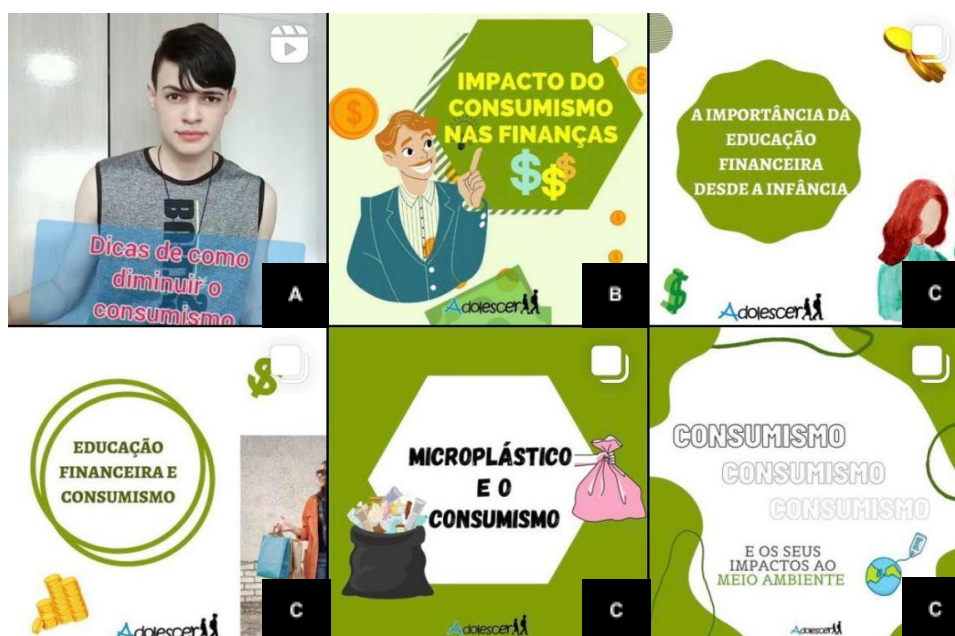 Dicas de como
diminuir o
consumismo
A
IMPACTO DO
CONSUMISMO
NAS FINANÇAS
$$$
Adolescer
B
A IMPORTÂNCIA DA
EDUCAÇÃO
FINANCEIRA
DESDE A INFÂNCIA
$
Adolescer
C
EDUCAÇÃO
FINANCEIRA E
CONSUMISMO
$
Adolescer
C
MICROPLÁSTICO
E O
CONSUMISMO
Adolescer
C
CONSUMISMO
CONSUMISMO
CONSUMISMO
E OS SEUS
IMPACTOS AO
MEIO AMBIENTE
Adolescer
C